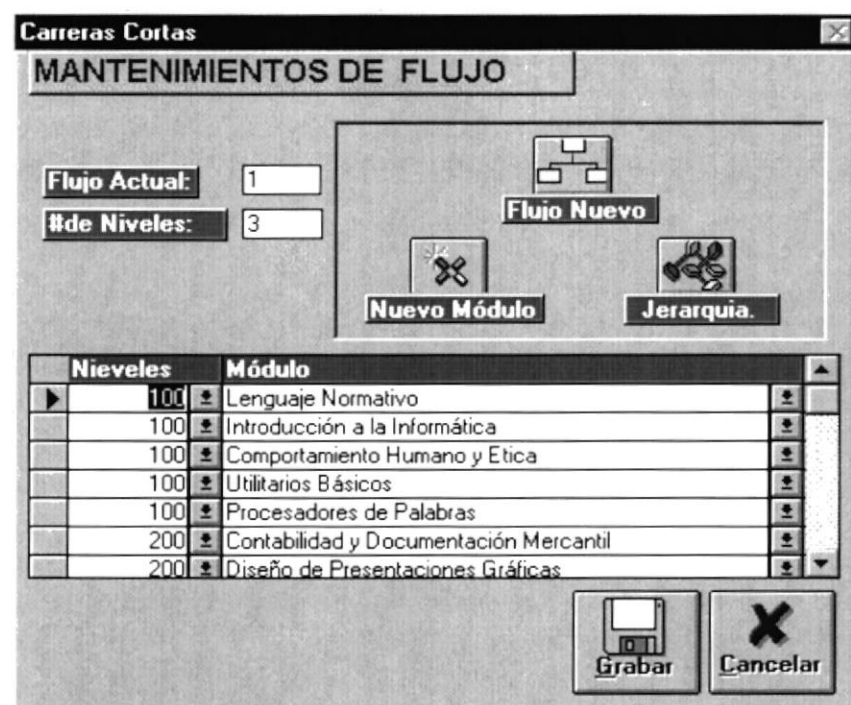 Carreras Cortas
MANTENIMIENTOS DE FLUJO
Flujo Actual: 1
#de Niveles: 3
Flujo Nuevo
Nuevo Módulo
Jerarquia.
Nieveles Módulo
100 Lenguaje Normativo
100 Introducción a la Informática
100 Comportamiento Humano y Etica
100 Utilitarios Básicos
100 Procesadores de Palabras
200 Contabilidad y Documentación Mercantil
200 Diseño de Presentaciones Gráficas
Grabar Cancelar